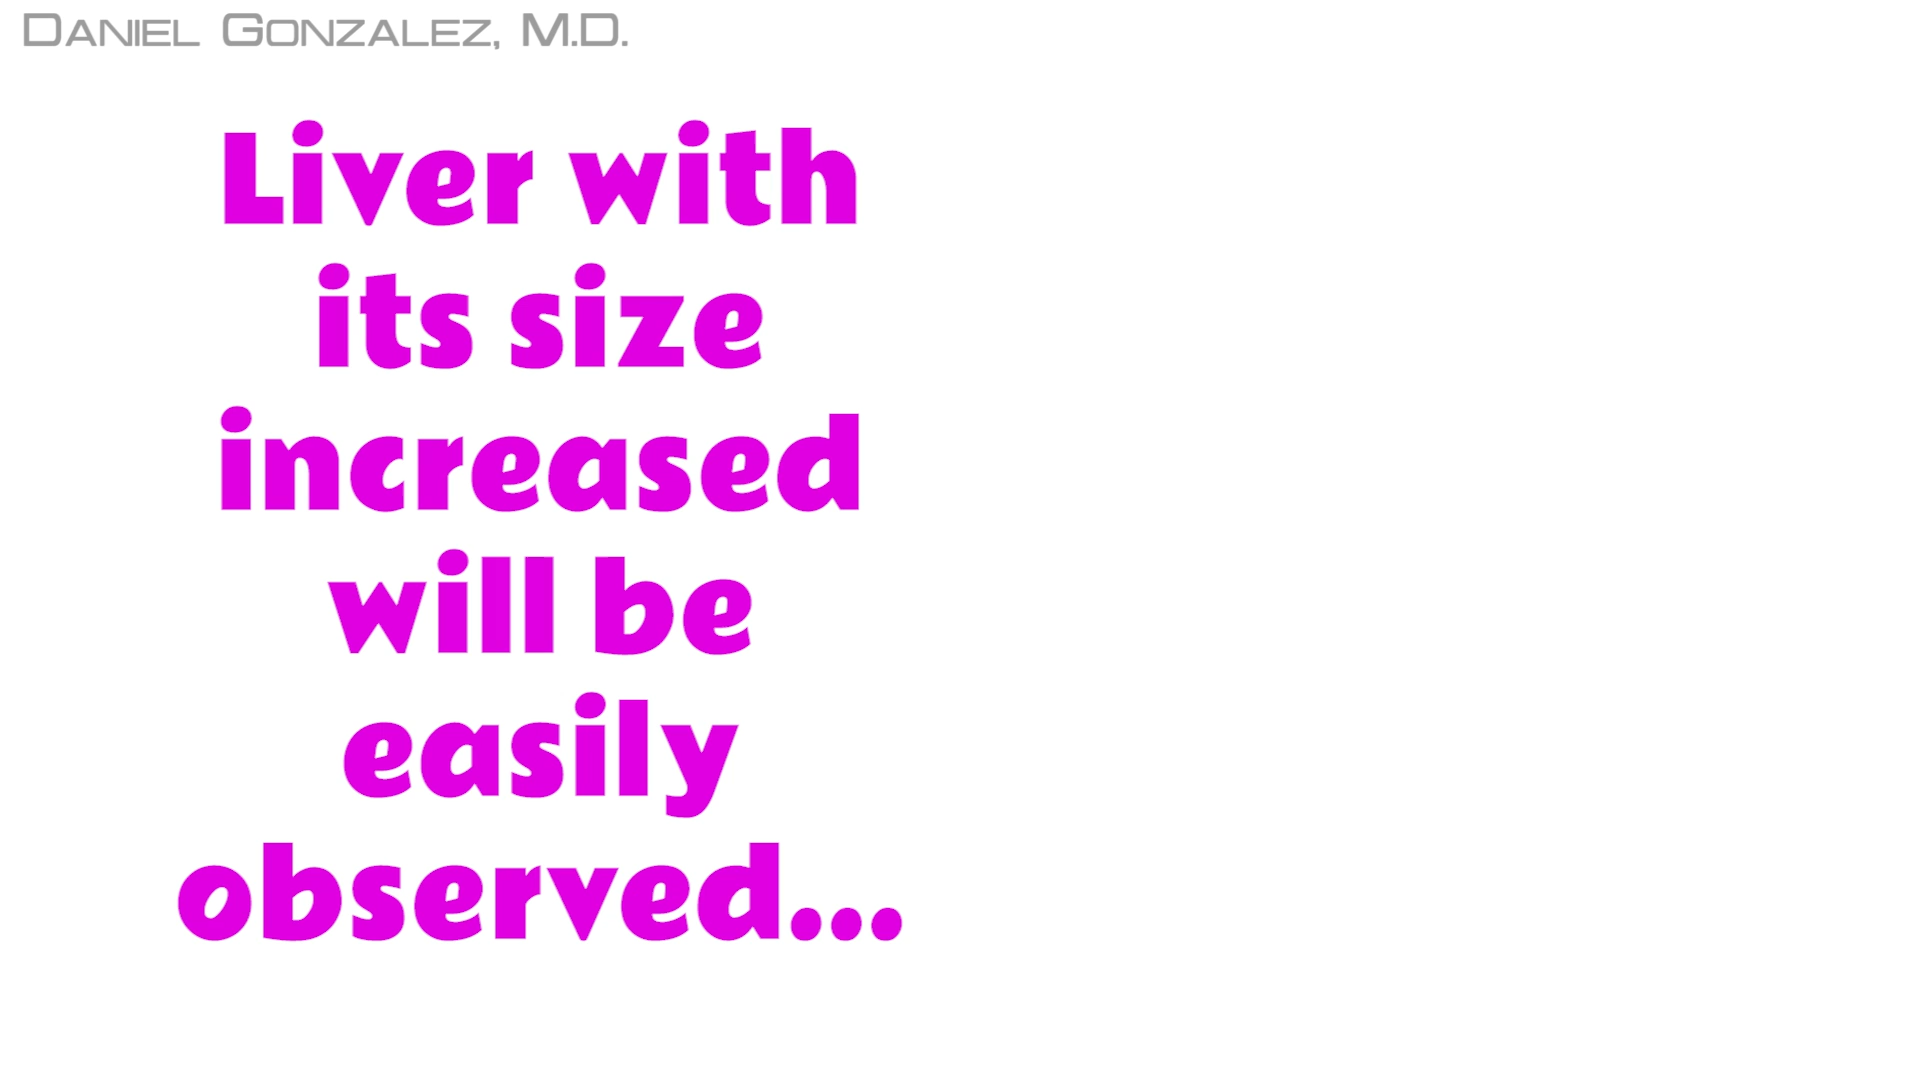 Daniel Gonzalez, M.D.
Liver with
its size
increased
will be
easily
observed...